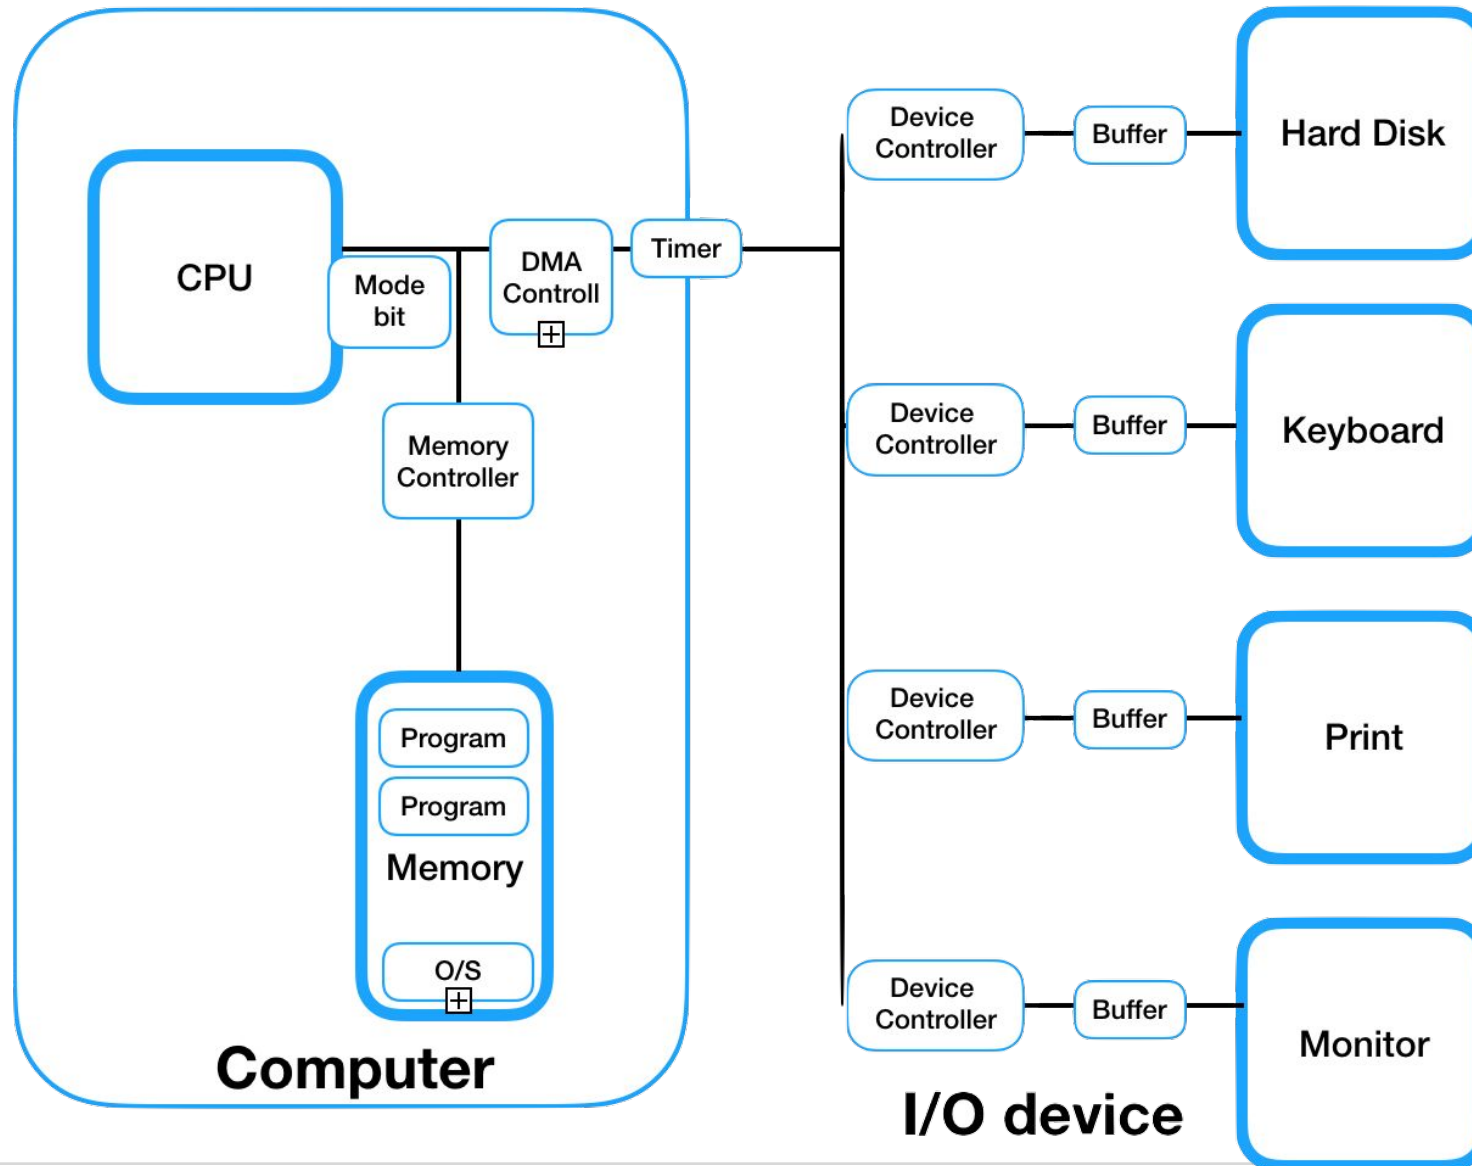 CPU
Mode
bit
DMA
Controll
Timer
Memory
Controller
Program
Program
Memory
O/S
Computer
Device
Controller
Buffer
Hard Disk
Device
Controller
Buffer
Keyboard
Device
Controller
Buffer
Print
Device
Controller
Buffer
Monitor
I/O device